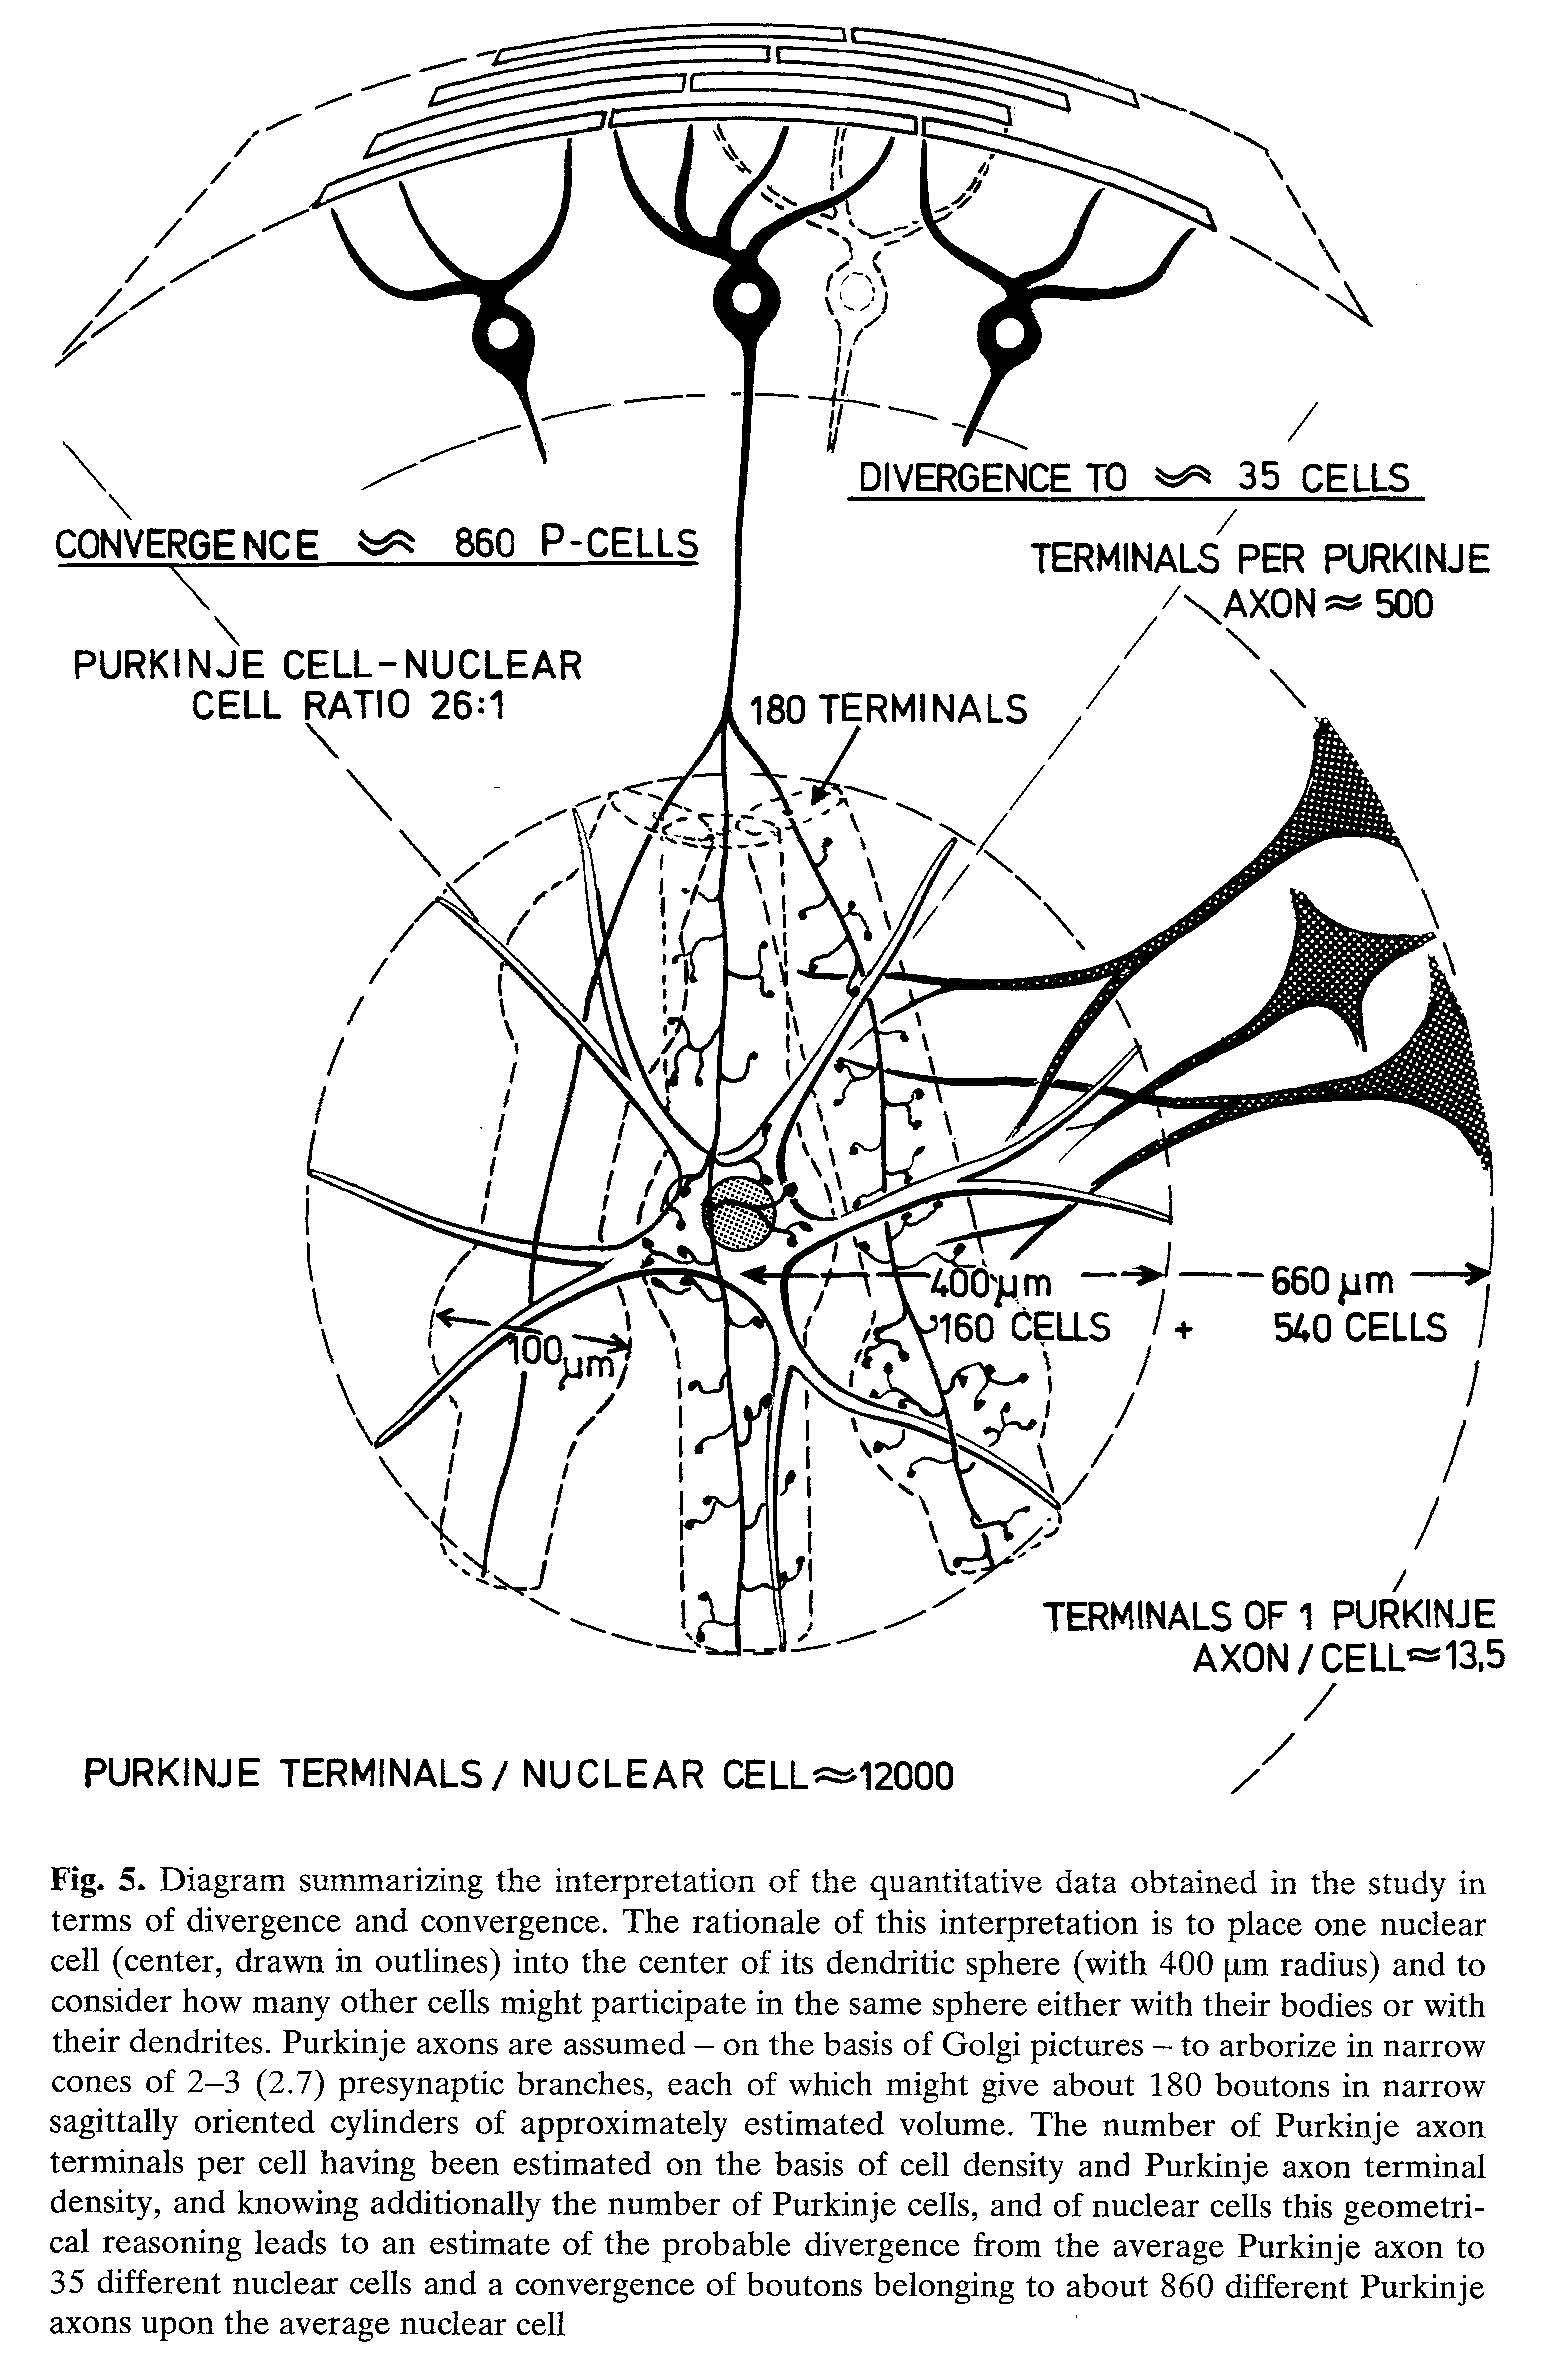 DIVERGENCE TO ≈ 35 CELLS
CONVERGENCE ≈ 860 P-CELLS
TERMINALS PER PURKINJE
AXON ≈ 500
PURKINJE CELL-NUCLEAR
CELL RATIO 26:1
180 TERMINALS
400 µm
660 µm
160 CELLS + 540 CELLS
100 µm
TERMINALS OF 1 PURKINJE
AXON / CELL ≈ 13,5
PURKINJE TERMINALS / NUCLEAR CELL ≈ 12000
Fig. 5. Diagram summarizing the interpretation of the quantitative data obtained in the study in
terms of divergence and convergence. The rationale of this interpretation is to place one nuclear
cell (center, drawn in outlines) into the center of its dendritic sphere (with 400 µm radius) and to
consider how many other cells might participate in the same sphere either with their bodies or with
their dendrites. Purkinje axons are assumed – on the basis of Golgi pictures – to arborize in narrow
cones of 2–3 (2.7) presynaptic branches, each of which might give about 180 boutons in narrow
sagittally oriented cylinders of approximately estimated volume. The number of Purkinje axon
terminals per cell having been estimated on the basis of cell density and Purkinje axon terminal
density, and knowing additionally the number of Purkinje cells, and of nuclear cells this geometri-
cal reasoning leads to an estimate of the probable divergence from the average Purkinje axon to
35 different nuclear cells and a convergence of boutons belonging to about 860 different Purkinje
axons upon the average nuclear cell